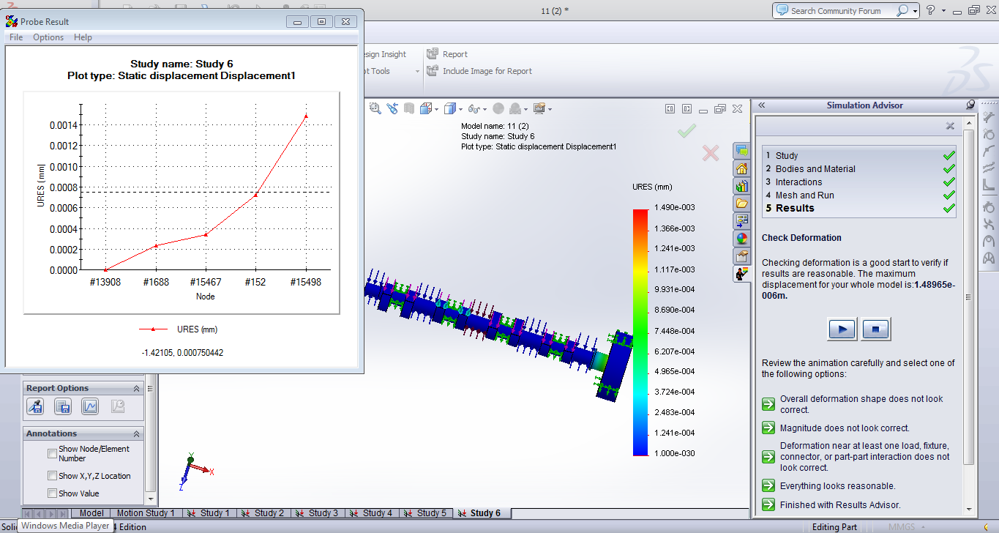 11 (2) *
Search Community Forum
?
Probe Result
File Options Help
Study name: Study 6
Plot type: Static displacement Displacement1
0.0014
0.0012
0.0010
0.0008
0.0006
0.0004
0.0002
0.0000
URES (mm)
#13908 #1688 #15467 #152 #15498
Node
URES (mm)
-1.42105, 0.000750442
esign Insight
ot Tools
Report
Include Image for Report
Model name: 11 (2)
Study name: Study 6
Plot type: Static displacement Displacement1
URES (mm)
1.490e-003
1.366e-003
1.241e-003
1.117e-003
9.931e-004
8.690e-004
7.448e-004
6.207e-004
4.965e-004
3.724e-004
2.483e-004
1.241e-004
1.000e-030
Y
X
Z
Simulation Advisor
1 Study
2 Bodies and Material
3 Interactions
4 Mesh and Run
5 Results
Check Deformation
Checking deformation is a good start to verify if
results are reasonable. The maximum
displacement for your whole model is:1.48965e-
006m.
Review the animation carefully and select one of
the following options:
Overall deformation shape does not look
correct.
Magnitude does not look correct.
Deformation near at least one load, fixture,
connector, or part-part interaction does not
look correct.
Everything looks reasonable.
Finished with Results Advisor.
Report Options
Annotations
Show Node/Element
Number
Show X,Y,Z Location
Show Value
Model Motion Study 1 Study 1 Study 2 Study 3 Study 4 Study 5 Study 6
Soli
Windows Media Player
4 Edition
Editing Part
MMGS